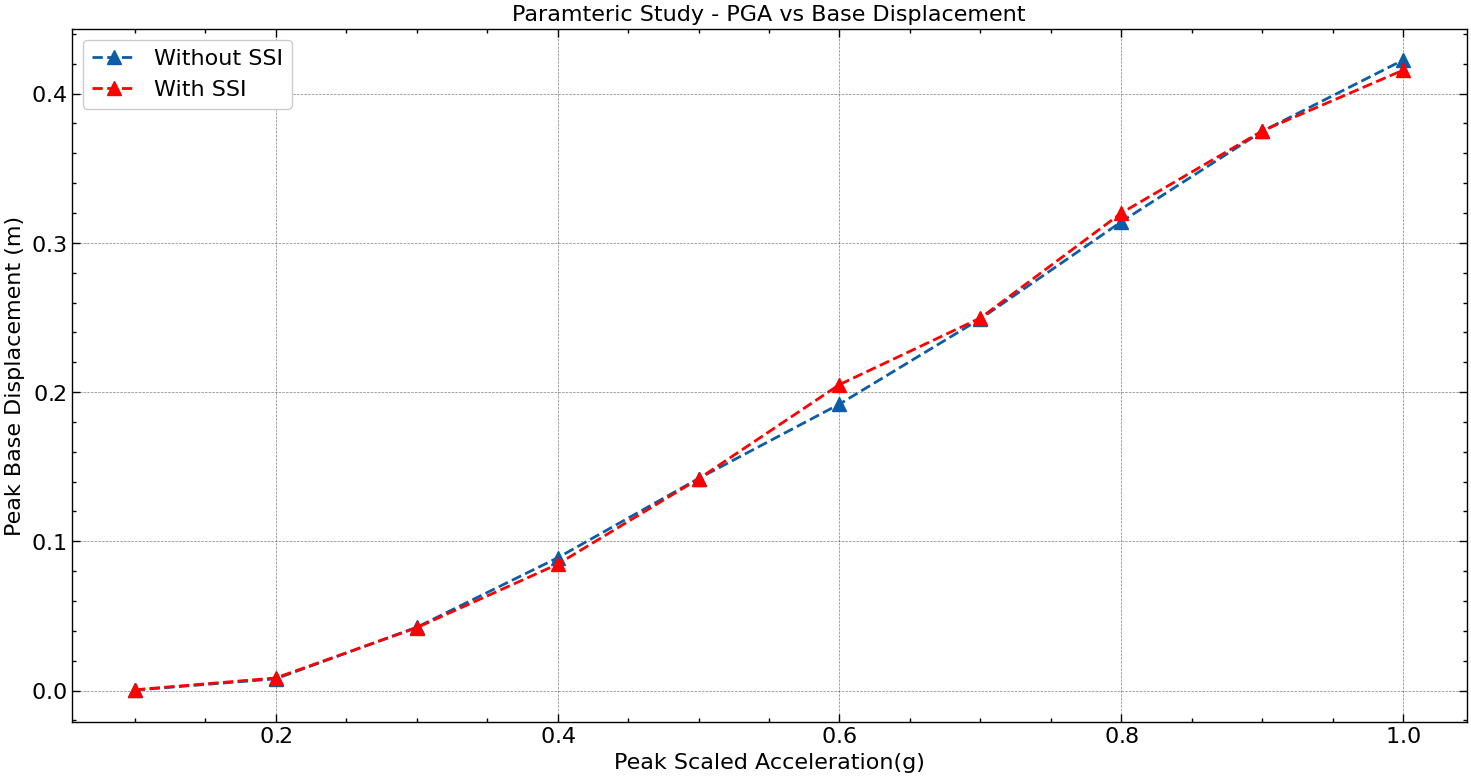 Paramteric Study - PGA vs Base Displacement
Without SSI
With SSI
Peak Base Displacement (m)
0.4
0.3
0.2
0.1
0.0
0.2
0.4
0.6
0.8
1.0
Peak Scaled Acceleration(g)